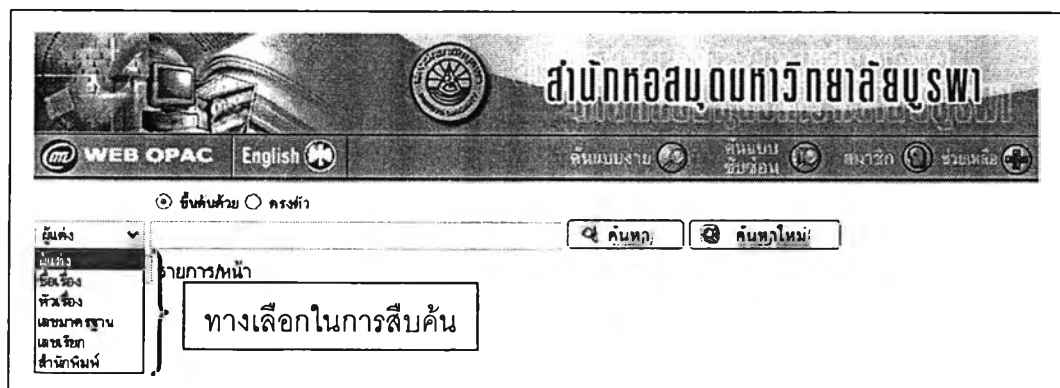 สำนักหอสมุดมหาวิทยาลัยบูรพา
WEB OPAC English ค้นแบบง่าย ค้นแบบซับซ้อน สมาชิก ช่วยเหลือ
ขึ้นต้นด้วย ตรงตัว
ผู้แต่ง ค้นหา ค้นหาใหม่
ผู้แต่ง
รายการ/หน้า
ชื่อเรื่อง
หัวเรื่อง
เลขมาตรฐาน
เลขเรียก
สำนักพิมพ์
ทางเลือกในการสืบค้น